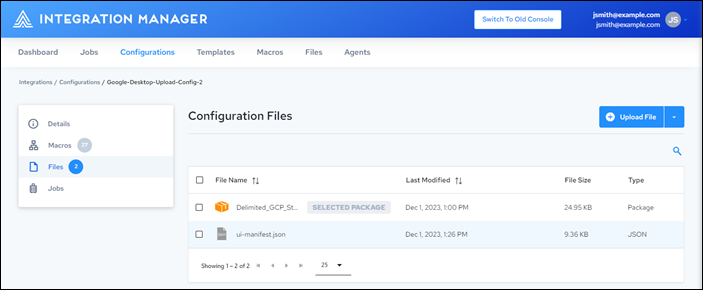 INTEGRATION MANAGER
Switch To Old Console
jsmith@example.com
jsmith@example.com
JS
Dashboard Jobs Configurations Templates Macros Files Agents
Integrations / Configurations / Google-Desktop-Upload-Config-2
Details
Macros 27
Files 2
Jobs
Configuration Files
Upload File
File Name Last Modified File Size Type
Delimited_GCP_St... SELECTED PACKAGE Dec 1, 2023, 1:00 PM 24.95 KB Package
ui-manifest.json Dec 1, 2023, 1:26 PM 9.36 KB JSON
Showing 1 – 2 of 2 25